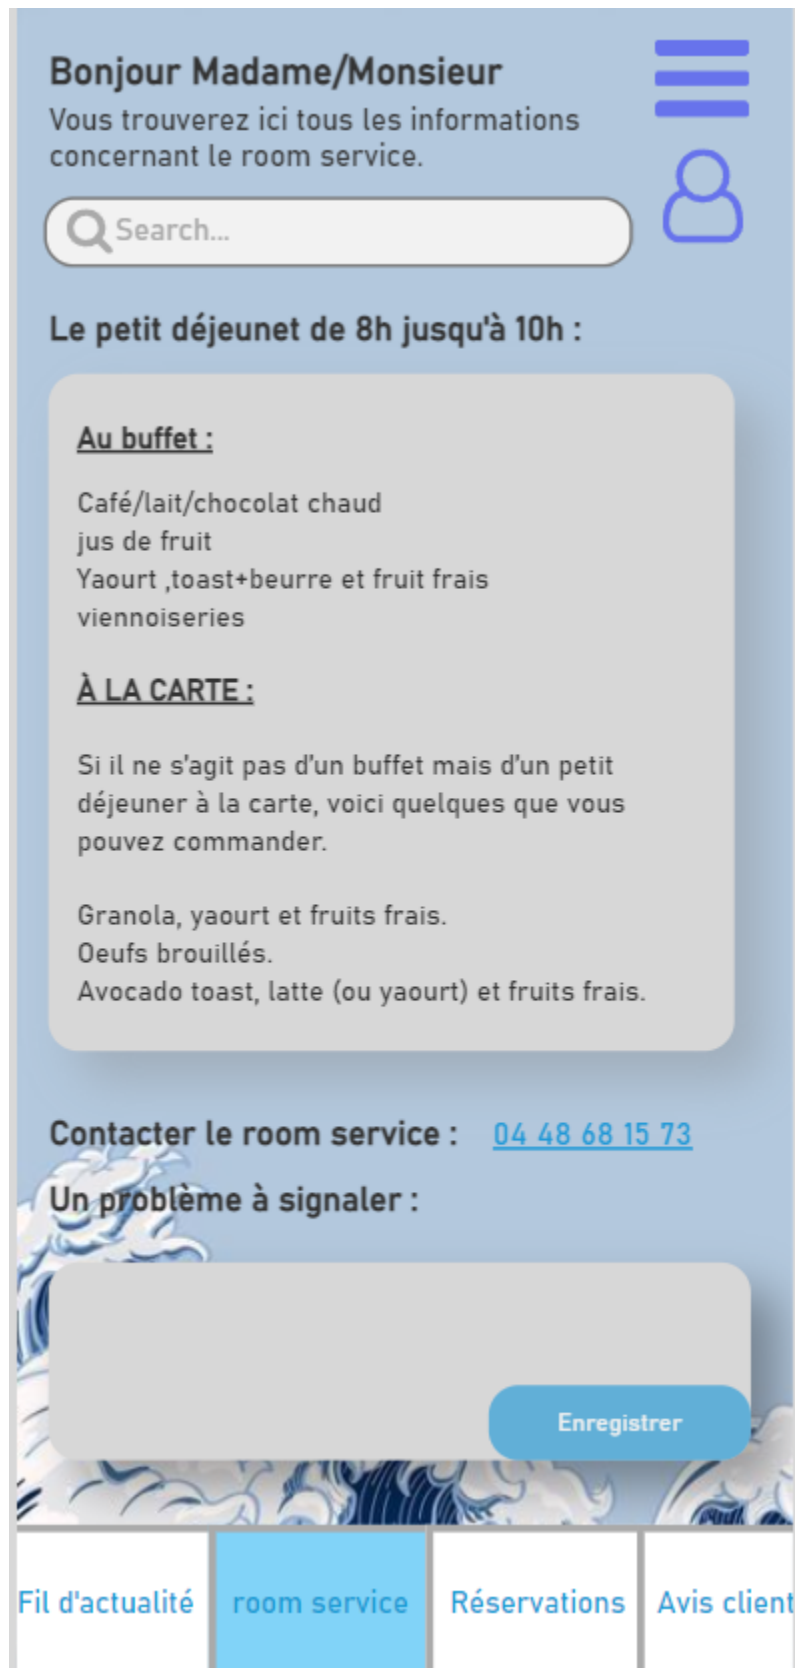 Bonjour Madame/Monsieur
Vous trouverez ici tous les informations
concernant le room service.
Search...
Le petit déjeunet de 8h jusqu'à 10h :
Au buffet :
Café/lait/chocolat chaud
jus de fruit
Yaourt ,toast+beurre et fruit frais
viennoiseries
À LA CARTE :
Si il ne s’agit pas d’un buffet mais d’un petit
déjeuner à la carte, voici quelques que vous
pouvez commander.
Granola, yaourt et fruits frais.
Oeufs brouillés.
Avocado toast, latte (ou yaourt) et fruits frais.
Contacter le room service : 04 48 68 15 73
Un problème à signaler :
Enregistrer
Fil d'actualité room service Réservations Avis client